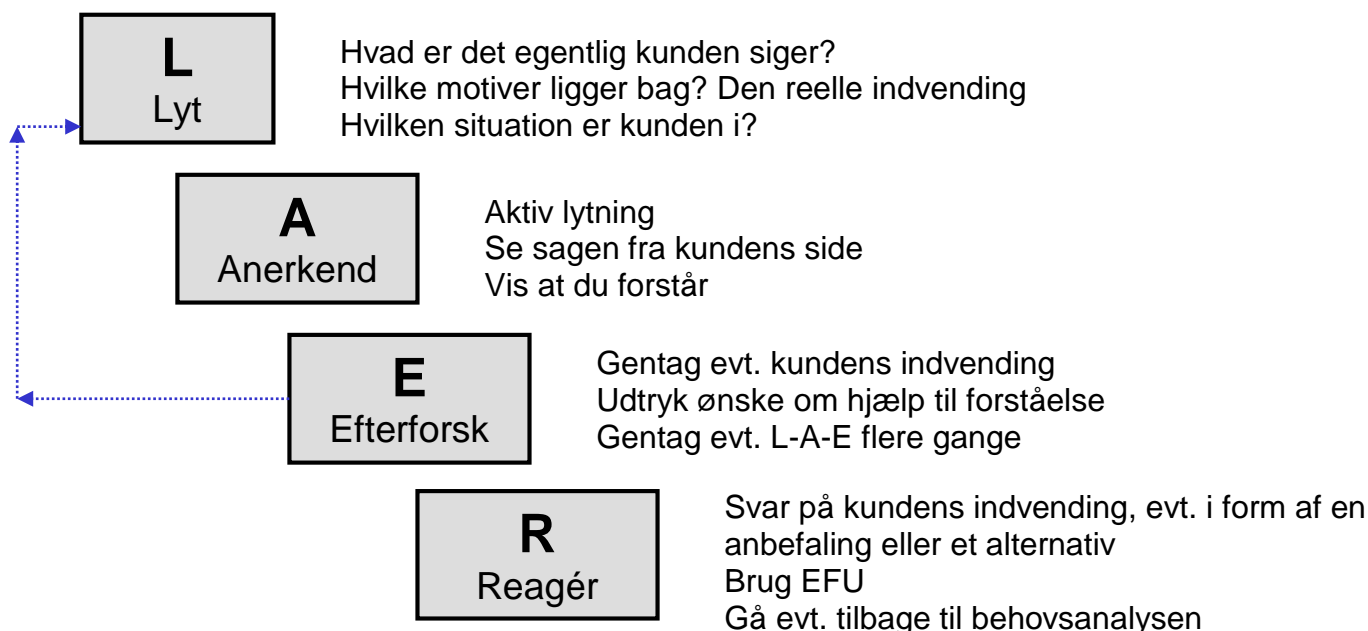 L
Lyt
Hvad er det egentlig kunden siger?
Hvilke motiver ligger bag? Den reelle indvending
Hvilken situation er kunden i?
A
Anerkend
Aktiv lytning
Se sagen fra kundens side
Vis at du forstår
E
Efterforsk
Gentag evt. kundens indvending
Udtryk ønske om hjælp til forståelse
Gentag evt. L-A-E flere gange
R
Reagér
Svar på kundens indvending, evt. i form af en
anbefaling eller et alternativ
Brug EFU
Gå evt. tilbage til behovsanalysen